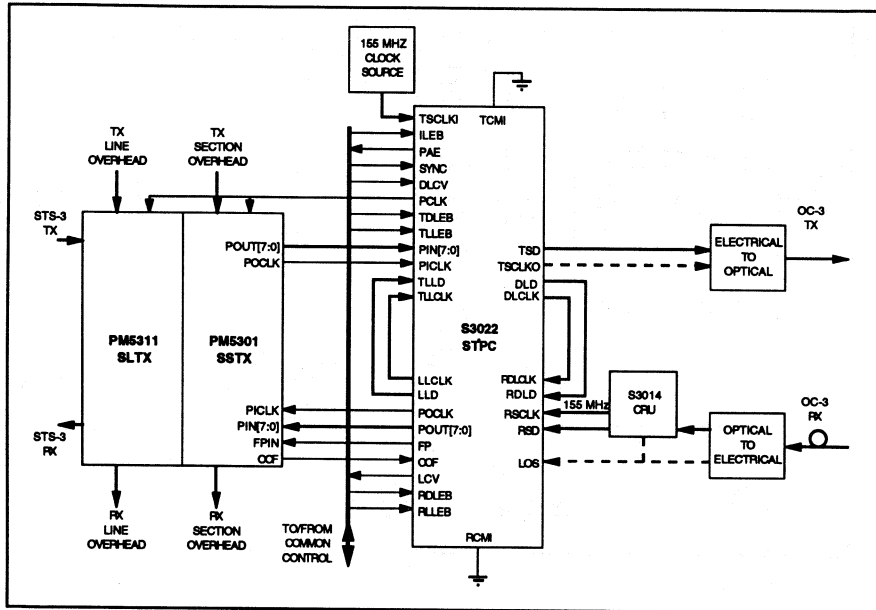 155 MHZ
CLOCK
SOURCE
TX
LINE
OVERHEAD
TX
SECTION
OVERHEAD
STS-3
TX
POUT[7:0]
POCLK
PM5311
SLTX
PM5301
SSTX
PICLK
PIN[7:0]
FPIN
OOF
STS-3
RX
RX
LINE
OVERHEAD
RX
SECTION
OVERHEAD
TO/FROM
COMMON
CONTROL
TSCLKI
TCMI
ILEB
PAE
SYNC
DLCV
PCLK
TDLEB
TLLEB
PIN[7:0]
PICLK
TLLD
TLLCLK
S3022
STPC
LLCLK
LLD
POCLK
POUT[7:0]
FP
OOF
LCV
RDLEB
RLLEB
RCMI
TSD
TSCLKO
DLD
DLCLK
RDLCLK
RDLD
RSCLK
RSD
LOS
155 MHz
S3014
CRU
ELECTRICAL
TO
OPTICAL
OC-3
TX
OPTICAL
TO
ELECTRICAL
OC-3
RX